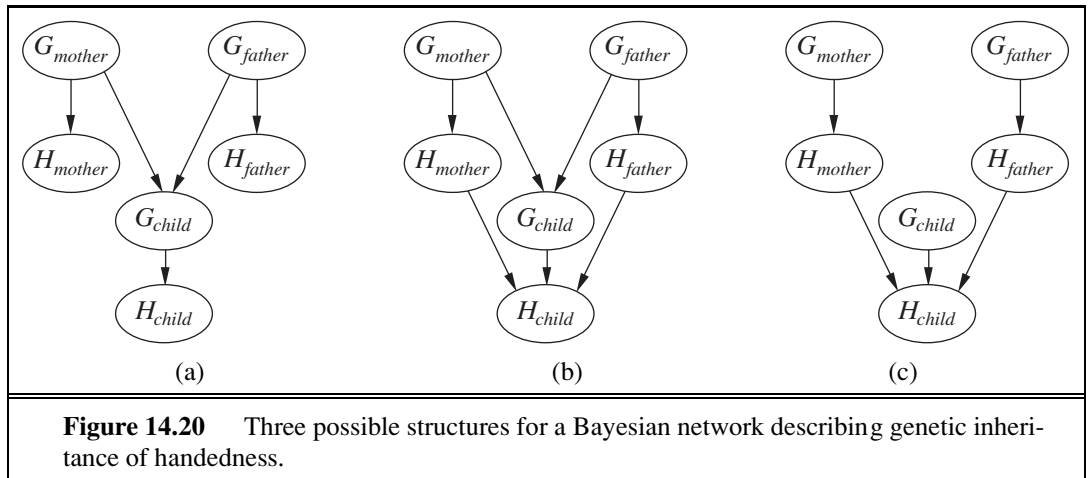 G_mother G_father G_mother G_father G_mother G_father
H_mother H_father H_mother H_father H_mother H_father
G_child G_child G_child
H_child H_child H_child
(a) (b) (c)
Figure 14.20 Three possible structures for a Bayesian network describing genetic inheri-
tance of handedness.